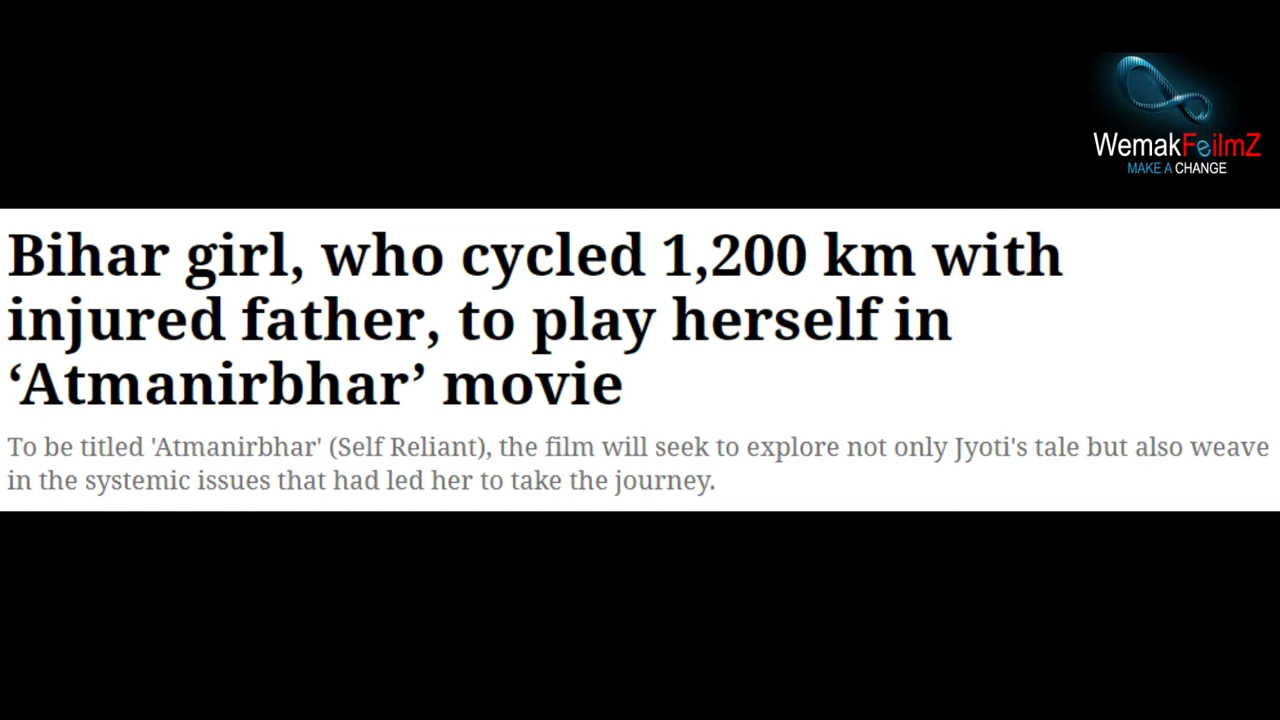 WemakFeilmZ
MAKE A CHANGE
Bihar girl, who cycled 1,200 km with
injured father, to play herself in
‘Atmanirbhar’ movie
To be titled 'Atmanirbhar' (Self Reliant), the film will seek to explore not only Jyoti's tale but also weave
in the systemic issues that had led her to take the journey.